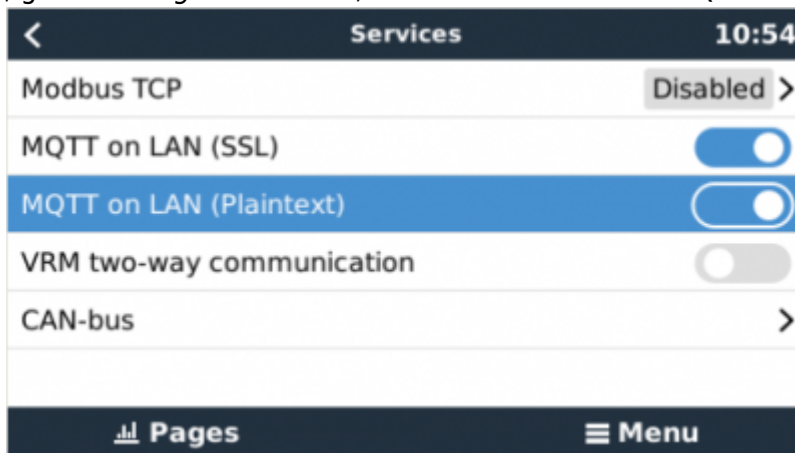 < Services 10:54
Modbus TCP Disabled >
MQTT on LAN (SSL)
MQTT on LAN (Plaintext)
VRM two-way communication
CAN-bus >
Pages Menu